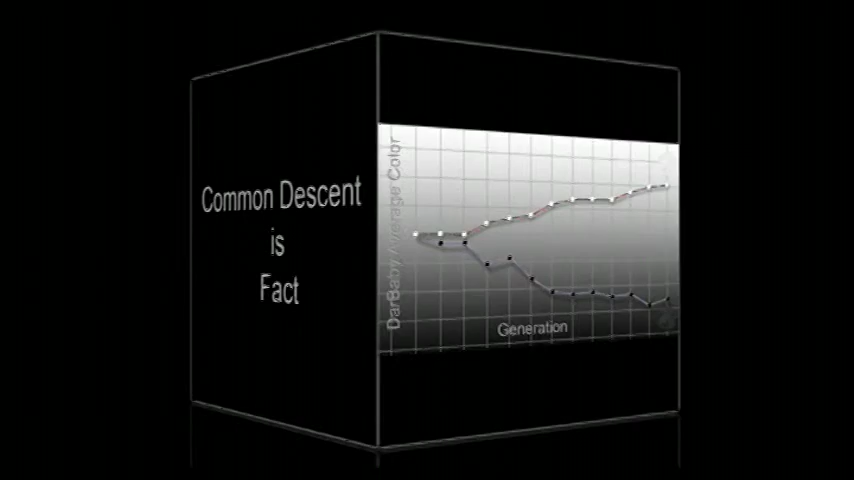 Common Descent
is
Fact
DarBaby Average Color
Generation